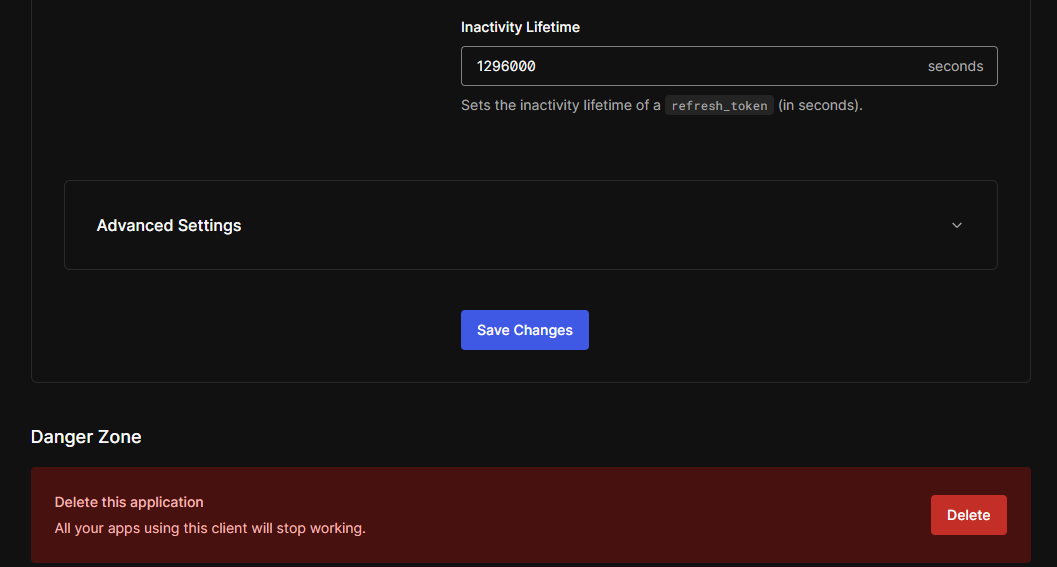 Inactivity Lifetime
1296000 seconds
Sets the inactivity lifetime of a refresh_token (in seconds).
Advanced Settings
Save Changes
Danger Zone
Delete this application
All your apps using this client will stop working.
Delete